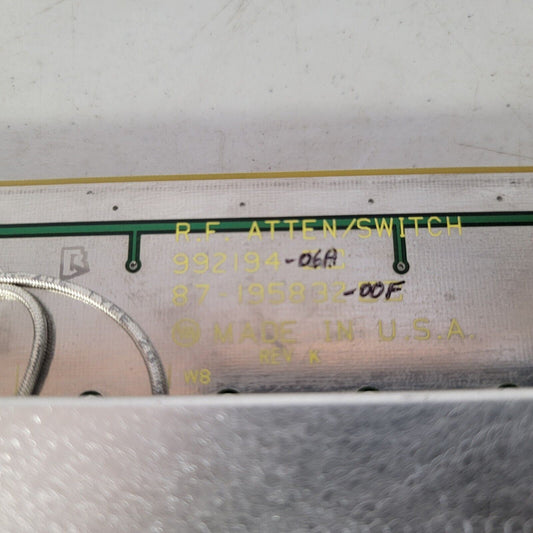 R.F. ATTEN/SWITCH
992194-06A
87-195832-00F
MADE IN U.S.A.
REV K
W8